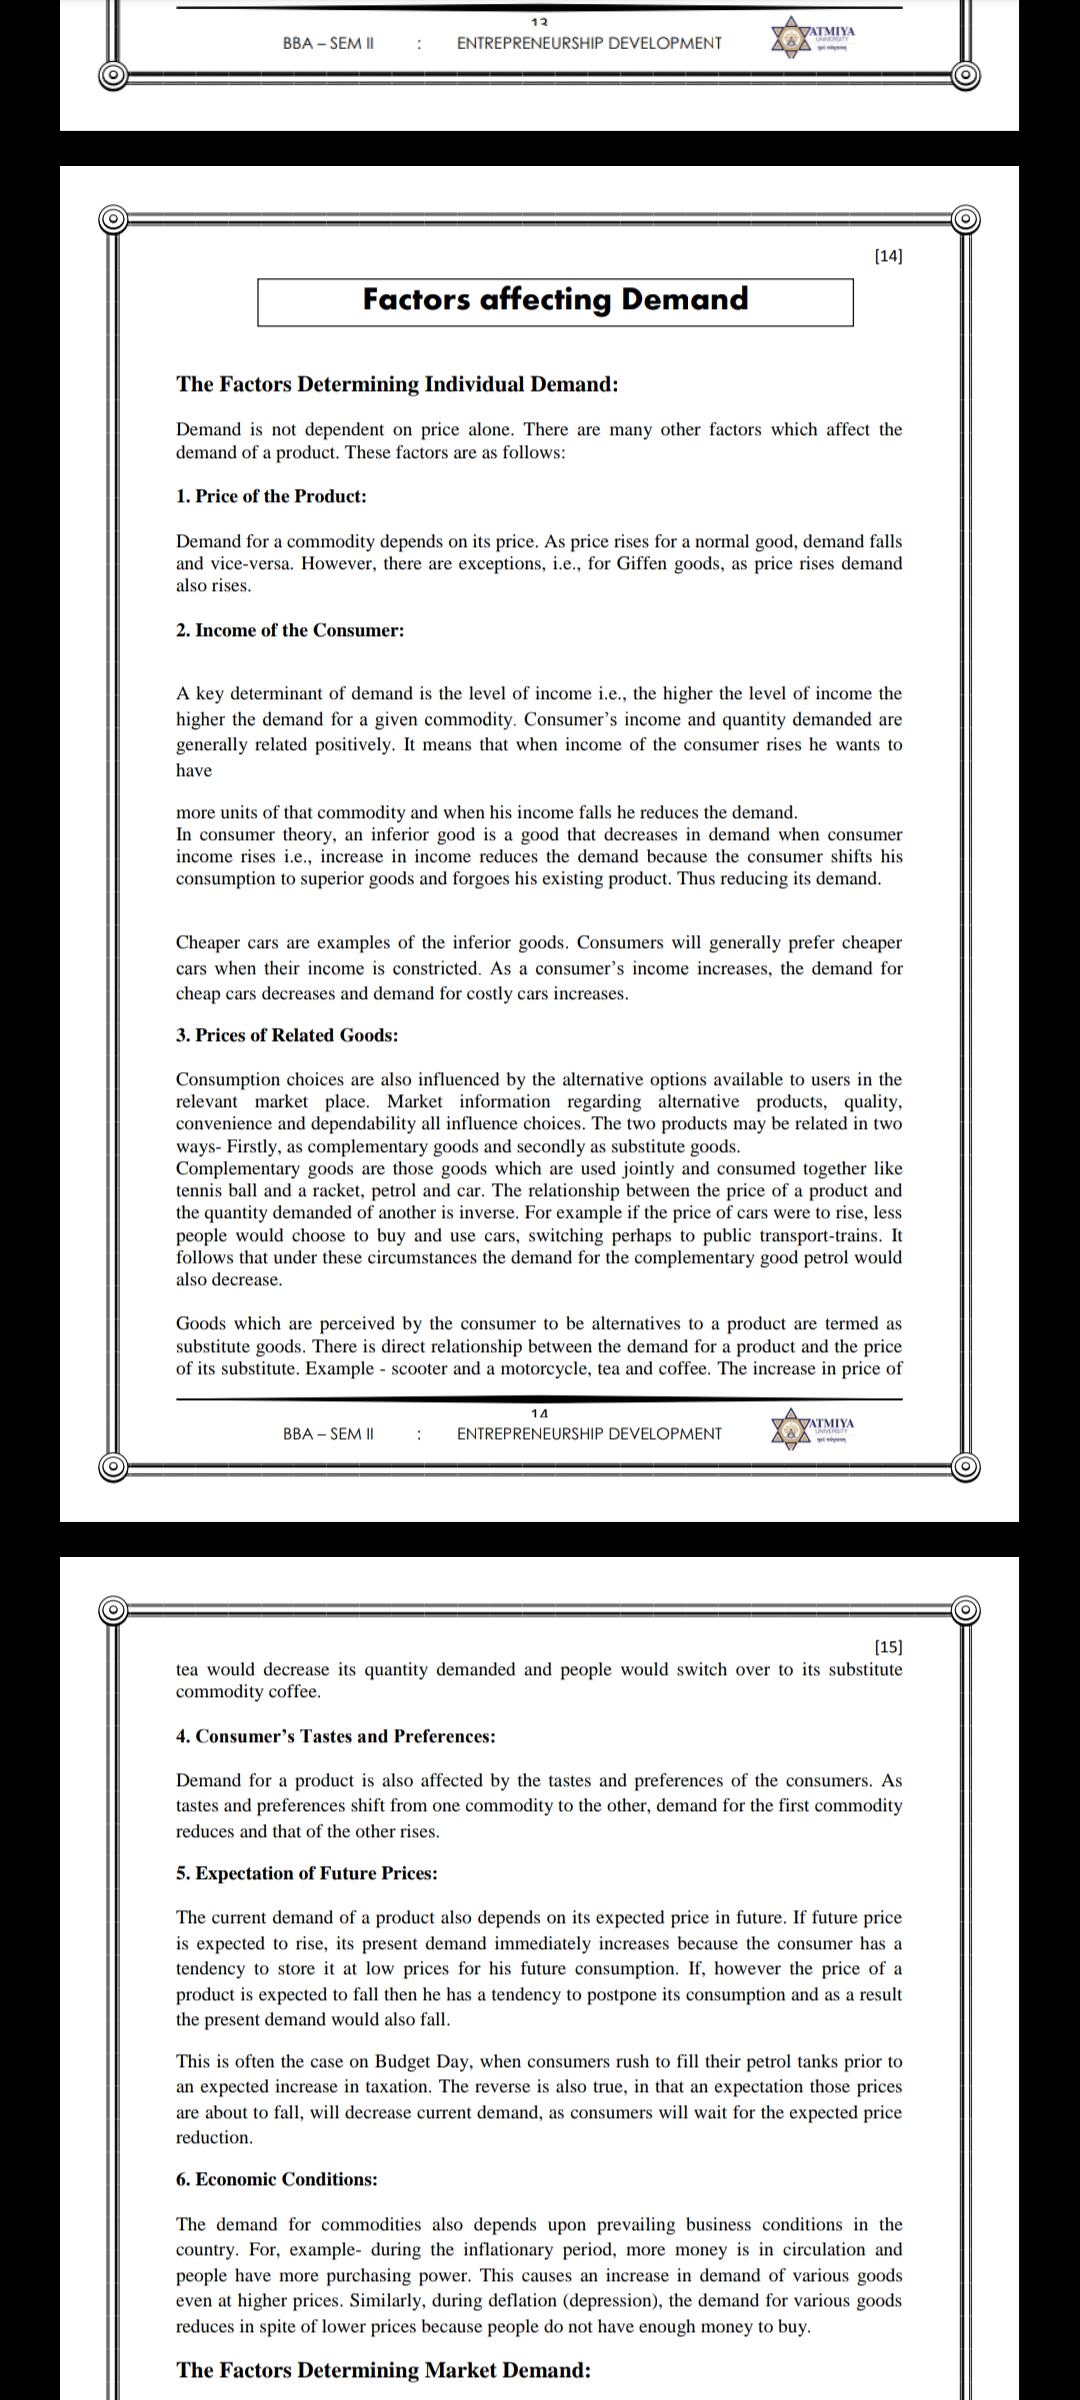 13
BBA – SEM II : ENTREPRENEURSHIP DEVELOPMENT
ATMIYA
UNIVERSITY
[14]
Factors affecting Demand
The Factors Determining Individual Demand:
Demand is not dependent on price alone. There are many other factors which affect the
demand of a product. These factors are as follows:
1. Price of the Product:
Demand for a commodity depends on its price. As price rises for a normal good, demand falls
and vice-versa. However, there are exceptions, i.e., for Giffen goods, as price rises demand
also rises.
2. Income of the Consumer:
A key determinant of demand is the level of income i.e., the higher the level of income the
higher the demand for a given commodity. Consumer’s income and quantity demanded are
generally related positively. It means that when income of the consumer rises he wants to
have
more units of that commodity and when his income falls he reduces the demand.
In consumer theory, an inferior good is a good that decreases in demand when consumer
income rises i.e., increase in income reduces the demand because the consumer shifts his
consumption to superior goods and forgoes his existing product. Thus reducing its demand.
Cheaper cars are examples of the inferior goods. Consumers will generally prefer cheaper
cars when their income is constricted. As a consumer’s income increases, the demand for
cheap cars decreases and demand for costly cars increases.
3. Prices of Related Goods:
Consumption choices are also influenced by the alternative options available to users in the
relevant market place. Market information regarding alternative products, quality,
convenience and dependability all influence choices. The two products may be related in two
ways- Firstly, as complementary goods and secondly as substitute goods.
Complementary goods are those goods which are used jointly and consumed together like
tennis ball and a racket, petrol and car. The relationship between the price of a product and
the quantity demanded of another is inverse. For example if the price of cars were to rise, less
people would choose to buy and use cars, switching perhaps to public transport-trains. It
follows that under these circumstances the demand for the complementary good petrol would
also decrease.
Goods which are perceived by the consumer to be alternatives to a product are termed as
substitute goods. There is direct relationship between the demand for a product and the price
of its substitute. Example - scooter and a motorcycle, tea and coffee. The increase in price of
14
BBA – SEM II : ENTREPRENEURSHIP DEVELOPMENT
ATMIYA
UNIVERSITY
[15]
tea would decrease its quantity demanded and people would switch over to its substitute
commodity coffee.
4. Consumer’s Tastes and Preferences:
Demand for a product is also affected by the tastes and preferences of the consumers. As
tastes and preferences shift from one commodity to the other, demand for the first commodity
reduces and that of the other rises.
5. Expectation of Future Prices:
The current demand of a product also depends on its expected price in future. If future price
is expected to rise, its present demand immediately increases because the consumer has a
tendency to store it at low prices for his future consumption. If, however the price of a
product is expected to fall then he has a tendency to postpone its consumption and as a result
the present demand would also fall.
This is often the case on Budget Day, when consumers rush to fill their petrol tanks prior to
an expected increase in taxation. The reverse is also true, in that an expectation those prices
are about to fall, will decrease current demand, as consumers will wait for the expected price
reduction.
6. Economic Conditions:
The demand for commodities also depends upon prevailing business conditions in the
country. For, example- during the inflationary period, more money is in circulation and
people have more purchasing power. This causes an increase in demand of various goods
even at higher prices. Similarly, during deflation (depression), the demand for various goods
reduces in spite of lower prices because people do not have enough money to buy.
The Factors Determining Market Demand: